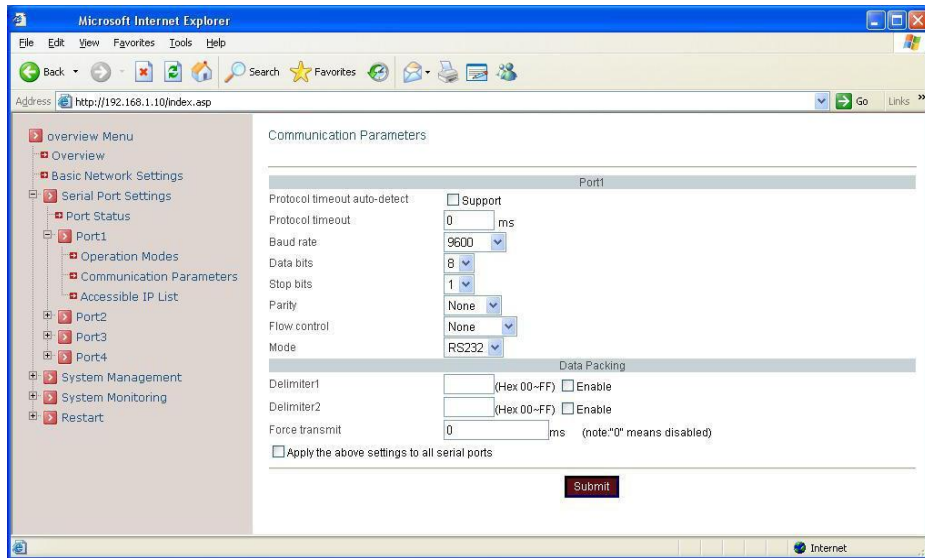 Microsoft Internet Explorer
File Edit View Favorites Tools Help
Back Search Favorites
Address http://192.168.1.10/index.asp Go Links »
overview Menu
Overview
Basic Network Settings
Serial Port Settings
Port Status
Port1
Operation Modes
Communication Parameters
Accessible IP List
Port2
Port3
Port4
System Management
System Monitoring
Restart
Communication Parameters
Port1
Protocol timeout auto-detect Support
Protocol timeout 0 ms
Baud rate 9600
Data bits 8
Stop bits 1
Parity None
Flow control None
Mode RS232
Data Packing
Delimiter1 (Hex 00~FF) Enable
Delimiter2 (Hex 00~FF) Enable
Force transmit 0 ms (note:"0" means disabled)
Apply the above settings to all serial ports
Submit
Internet